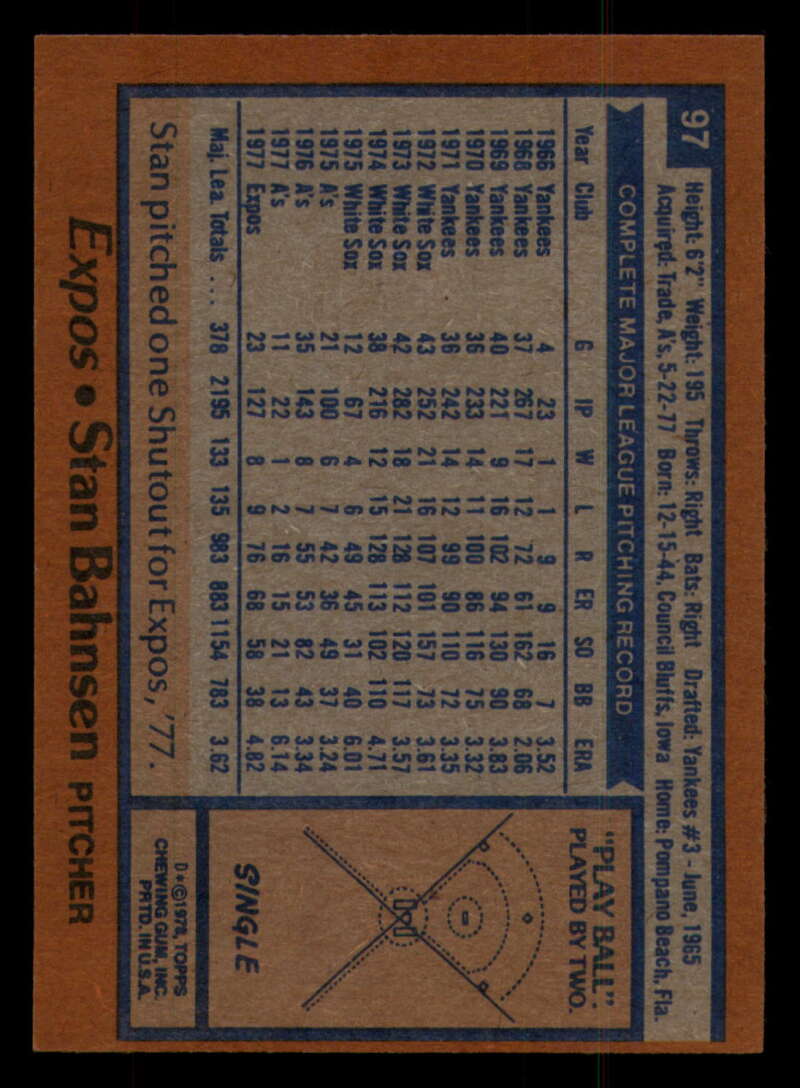 97
Height: 6'2" Weight: 195 Throws: Right Bats: Right Drafted: Yankees #3 - June, 1965
Acquired: Trade, A's, 5-22-77 Born: 12-15-44, Council Bluffs, Iowa Home: Pompano Beach, Fla.
COMPLETE MAJOR LEAGUE PITCHING RECORD
Year Club G IP W L R ER SO BB ERA
1966 Yankees 4 23 1 1 9 9 16 7 3.52
1968 Yankees 37 267 17 12 72 61 162 68 2.06
1969 Yankees 40 221 9 16 102 94 130 90 3.83
1970 Yankees 36 233 14 11 100 86 116 75 3.32
1971 Yankees 36 242 14 12 99 90 110 72 3.35
1972 White Sox 43 252 21 16 107 101 157 73 3.61
1973 White Sox 42 282 18 21 128 112 120 117 3.57
1974 White Sox 38 216 12 15 128 113 102 110 4.71
1975 White Sox 12 67 4 6 49 45 31 40 6.01
1975 A's 21 100 6 7 42 36 49 37 3.24
1976 A's 35 143 8 7 55 53 82 43 3.34
1977 A's 11 22 1 2 16 15 21 13 6.14
1977 Expos 23 127 8 9 76 68 58 38 4.82
Maj. Lea. Totals ... 378 2195 133 135 983 883 1154 783 3.62
Stan pitched one Shutout for Expos, '77.
"PLAY BALL":
PLAYED BY TWO.
SINGLE
D*©1978, TOPPS
CHEWING GUM, INC.
PRTD. IN U.S.A.
Expos • Stan Bahnsen PITCHER